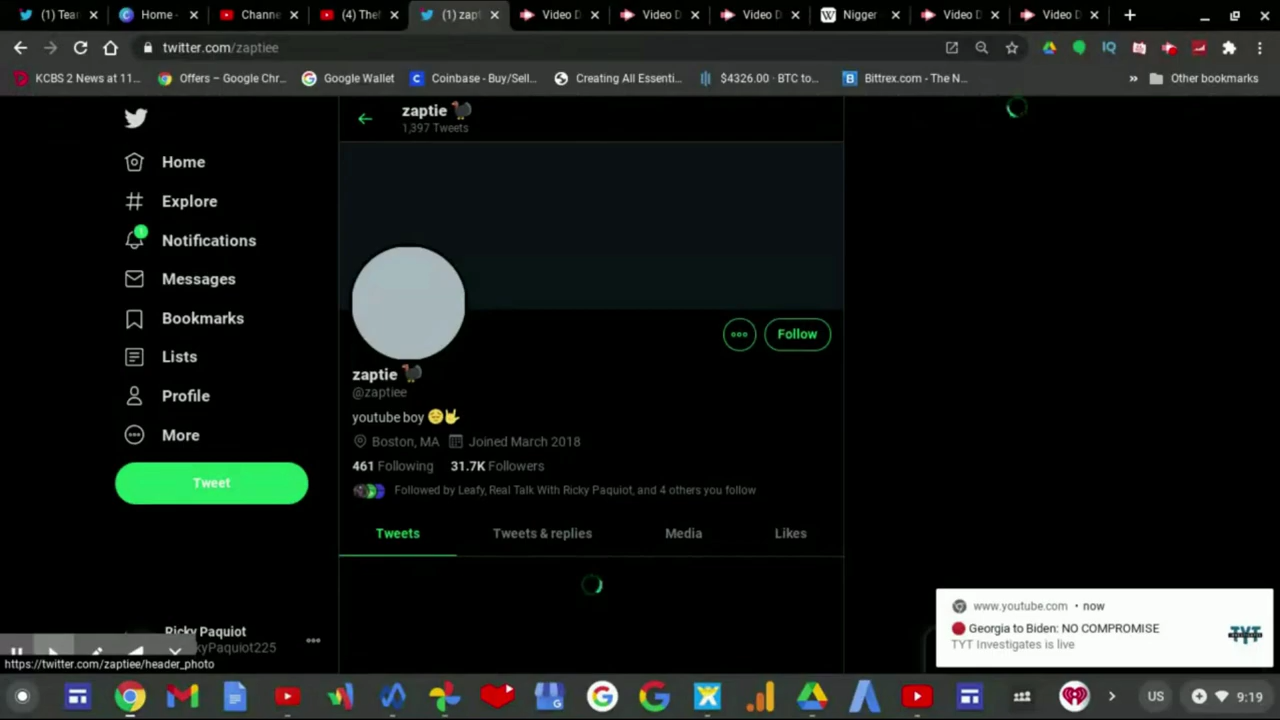 (1) Tean
Home -
Channe
(4) Thef
(1) zapt
Video D
Video D
Video D
Nigger
Video D
Video D
twitter.com/zaptiee
KCBS 2 News at 11...
Offers – Google Chr...
Google Wallet
Coinbase - Buy/Sell...
Creating All Essenti...
$4326.00 · BTC to...
Bittrex.com - The N...
»
Other bookmarks
zaptie
1,397 Tweets
Home
Explore
Notifications
Messages
Bookmarks
Lists
Profile
More
Tweet
Follow
zaptie
@zaptiee
youtube boy
Boston, MA Joined March 2018
461 Following 31.7K Followers
Followed by Leafy, Real Talk With Ricky Paquiot, and 4 others you follow
Tweets Tweets & replies Media Likes
www.youtube.com • now
Georgia to Biden: NO COMPROMISE
TYT Investigates is live
TYT
Ricky Paquiot
kyPaquiot225
https://twitter.com/zaptiee/header_photo
US
9:19